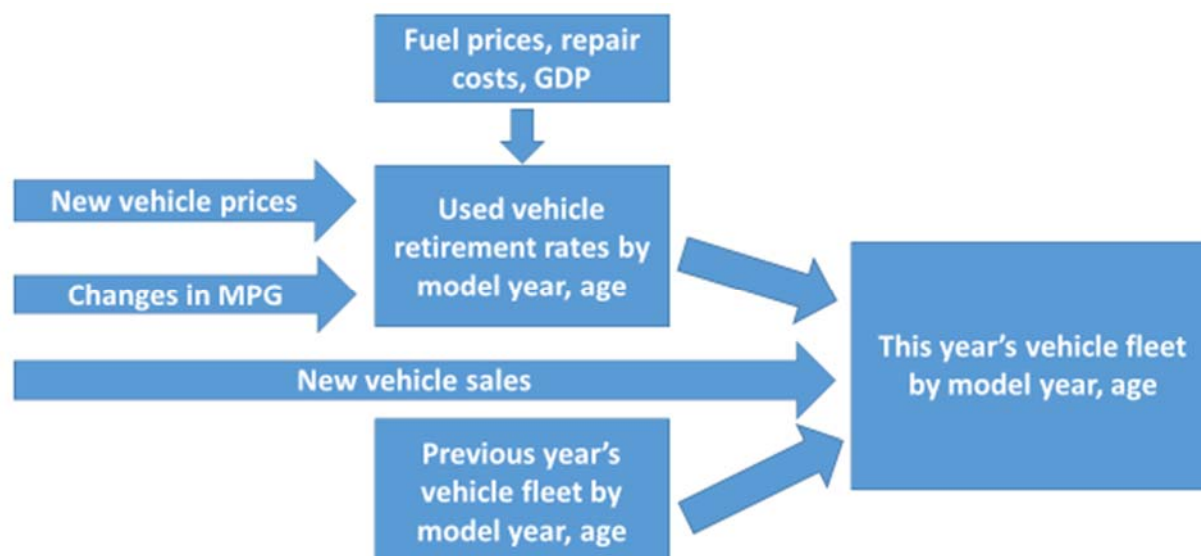 Fuel prices, repair
costs, GDP
New vehicle prices
Used vehicle
retirement rates by
model year, age
Changes in MPG
This year’s vehicle fleet
by model year, age
New vehicle sales
Previous year’s
vehicle fleet by
model year, age